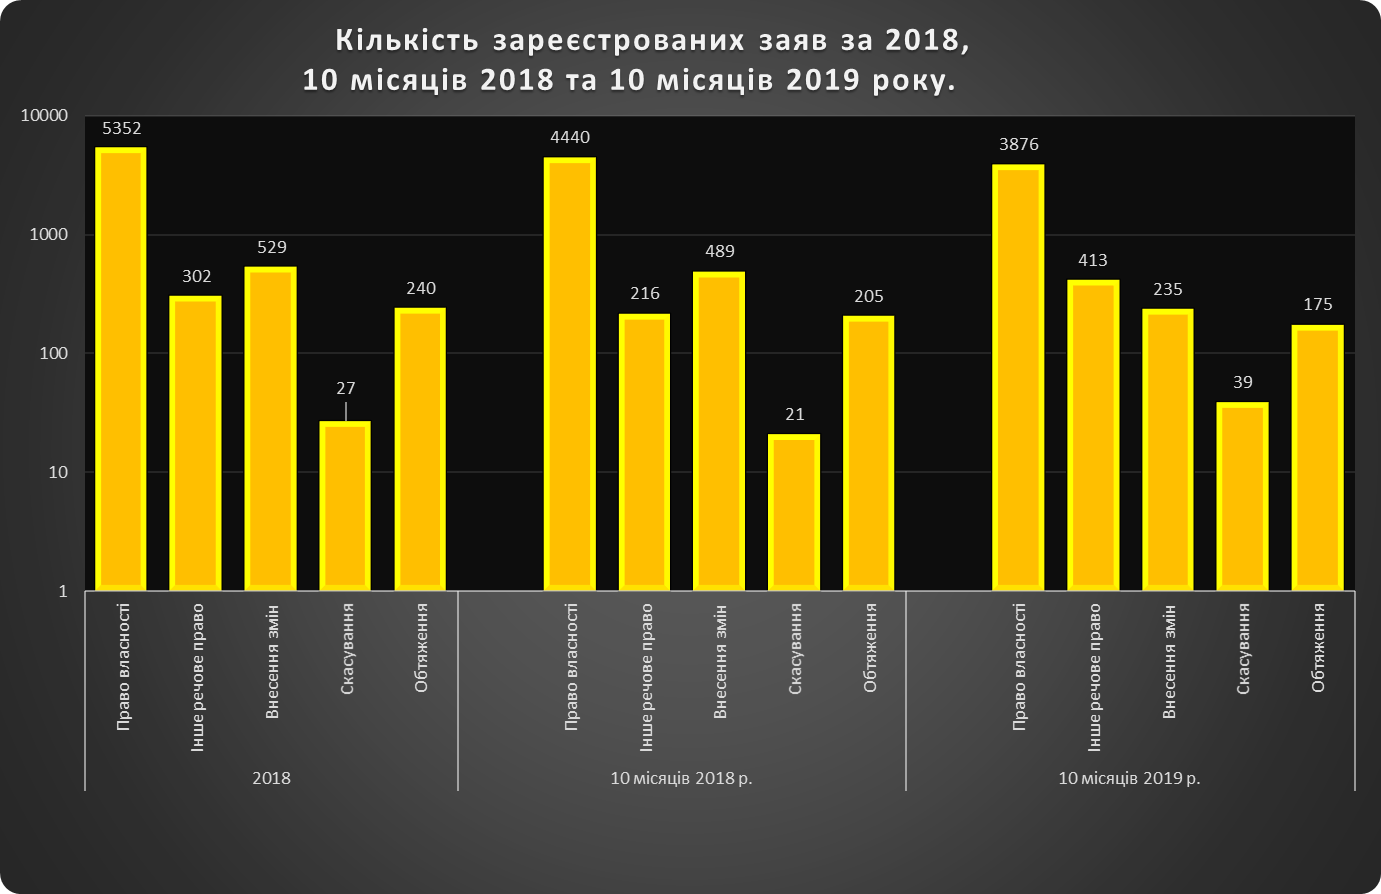 Кількість зареєстрованих заяв за 2018,
10 місяців 2018 та 10 місяців 2019 року.
10000
1000
100
10
1
5352
302
529
27
240
4440
216
489
21
205
3876
413
235
39
175
Право власності
Інше речове право
Внесення змін
Скасування
Обтяження
Право власності
Інше речове право
Внесення змін
Скасування
Обтяження
Право власності
Інше речове право
Внесення змін
Скасування
Обтяження
2018
10 місяців 2018 р.
10 місяців 2019 р.